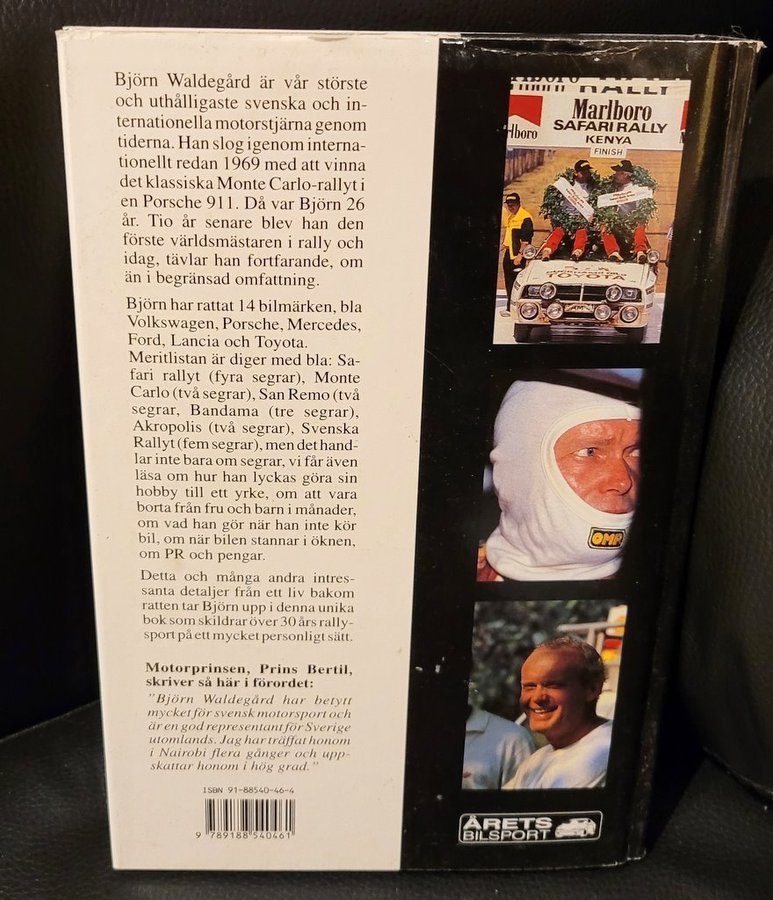 Björn Waldegård är vår störste
och uthålligaste svenska och in-
ternationella motorstjärna genom
tiderna. Han slog igenom interna-
tionellt redan 1969 med att vinna
det klassiska Monte Carlo-rallyt i
en Porsche 911. Då var Björn 26
år. Tio år senare blev han den
förste världsmästaren i rally och
idag, tävlar han fortfarande, om
än i begränsad omfattning.
Björn har rattat 14 bilmärken, bla
Volkswagen, Porsche, Mercedes,
Ford, Lancia och Toyota.
Meritlistan är diger med bla: Sa-
fari rallyt (fyra segrar), Monte
Carlo (två segrar), San Remo (två
segrar, Bandama (tre segrar),
Akropolis (två segrar), Svenska
Rallyt (fem segrar), men det hand-
lar inte bara om segrar, vi får även
läsa om hur han lyckas göra sin
hobby till ett yrke, om att vara
borta från fru och barn i månader,
om vad han gör när han inte kör
bil, om när bilen stannar i öknen,
om PR och pengar.
Detta och många andra intres-
santa detaljer från ett liv bakom
ratten tar Björn upp i denna unika
bok som skildrar över 30 års rally-
sport på ett mycket personligt sätt.
Motorprinsen, Prins Bertil,
skriver så här i förordet:
"Björn Waldegård har betytt
mycket för svensk motorsport och
är en god representant för Sverige
utomlands. Jag har träffat honom
i Nairobi flera gånger och upp-
skattar honom i hög grad."
ISBN 91-88540-46-4
9 789188 540461
RALLY
Marlboro
lboro
SAFARI RALLY
KENYA
FINISH
TOYOTA
OMP
ÅRETS
BILSPORT